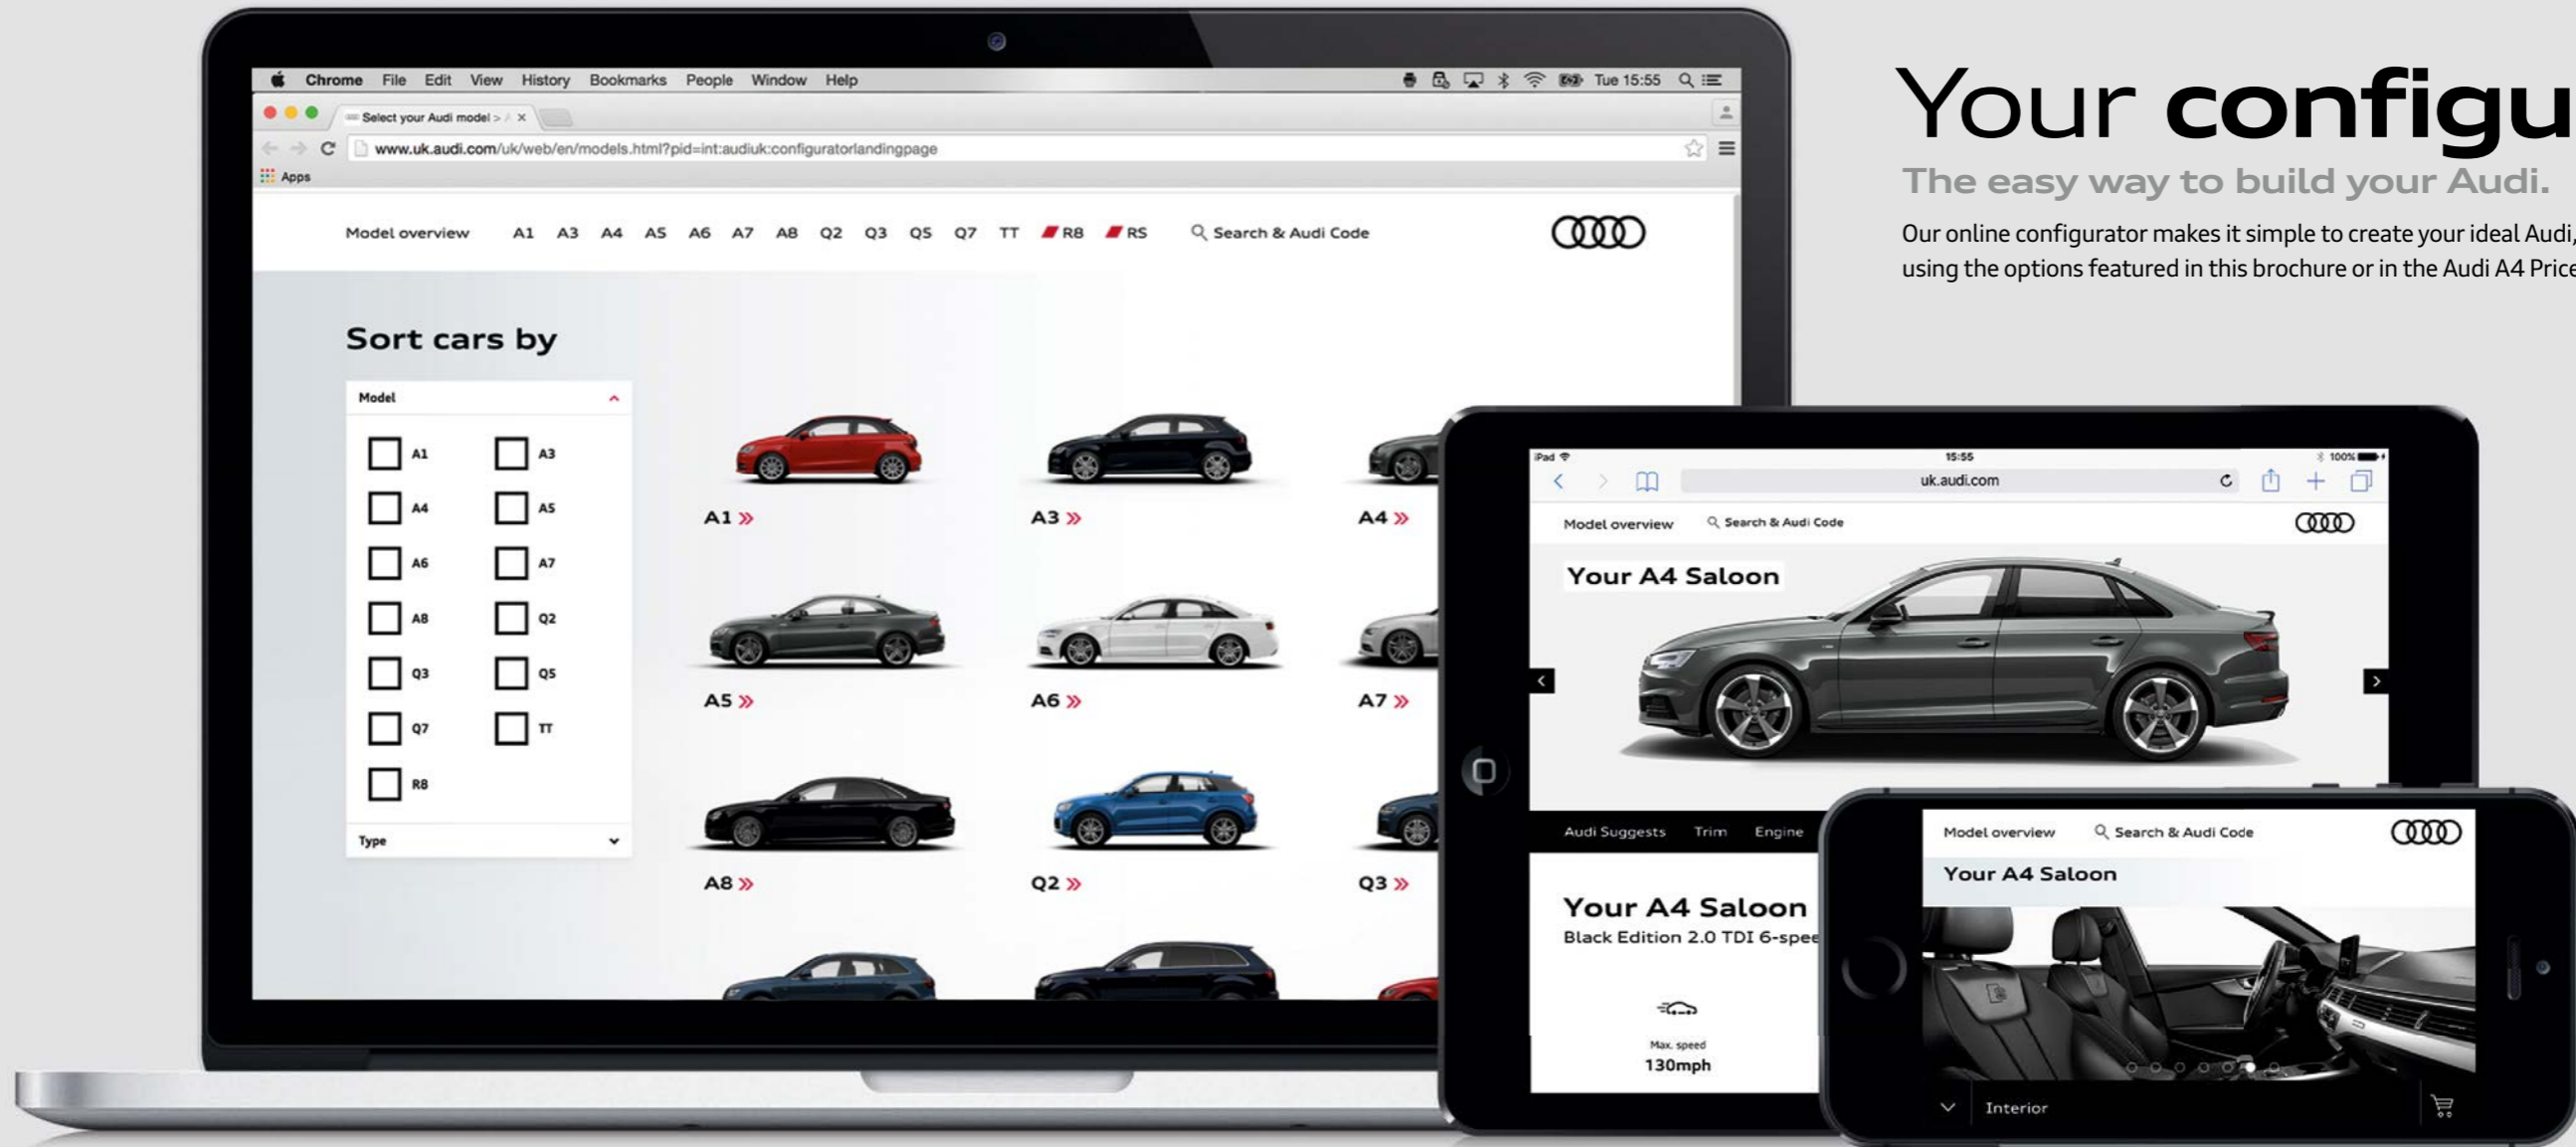 Chrome File Edit View History Bookmarks People Window Help
Tue 15:55
Select your Audi model >
www.uk.audi.com/uk/web/en/models.html?pid=int:audiuk:configuratorlandingpage
Apps
Model overview A1 A3 A4 A5 A6 A7 A8 Q2 Q3 Q5 Q7 TT R8 RS Search & Audi Code
Sort cars by
Model
A1 A3
A4 A5
A6 A7
A8 Q2
Q3 Q5
Q7 TT
R8
Type
A1 » A3 » A4 »
A5 » A6 » A7 »
A8 » Q2 » Q3 »
Your configu
The easy way to build your Audi.
Our online configurator makes it simple to create your ideal Audi,
using the options featured in this brochure or in the Audi A4 Price
iPad 15:55 100%
uk.audi.com
Model overview Search & Audi Code
Your A4 Saloon
Audi Suggests Trim Engine
Your A4 Saloon
Black Edition 2.0 TDI 6-spee
Max. speed
130mph
Model overview Search & Audi Code
Your A4 Saloon
Interior